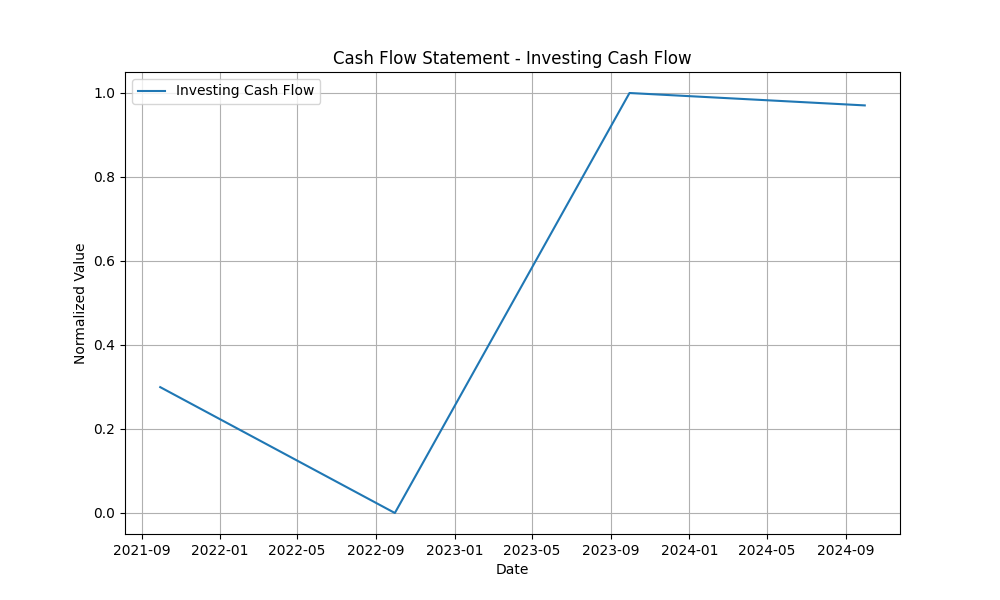 Cash Flow Statement - Investing Cash Flow
Investing Cash Flow
Normalized Value
1.0
0.8
0.6
0.4
0.2
0.0
2021-09 2022-01 2022-05 2022-09 2023-01 2023-05 2023-09 2024-01 2024-05 2024-09
Date